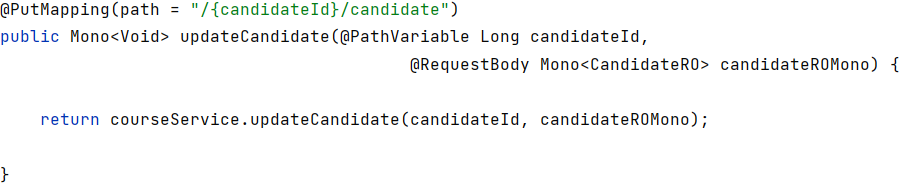 @PutMapping(path = "/{candidateId}/candidate")
public Mono<Void> updateCandidate(@PathVariable Long candidateId,
@RequestBody Mono<CandidateRO> candidateROMono) {
return courseService.updateCandidate(candidateId, candidateROMono);
}